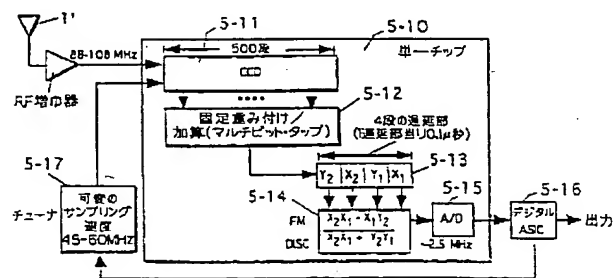 1'
88-108 MHz
RF増巾器
5-11
500段
CCD
5-10
単一チップ
5-12
固定重み付け/
加算(マルチビット・タップ)
4段の遅延部
(1遅延部当り0.1μ秒)
5-13
Y2 X2 Y1 X1
5-14
FM
DISC
X2X1 - X1Y2
X2X1 + Y2Y1
5-15
A/D
~2.5 MHz
5-16
デジタル
ASIC
出力
5-17
チューナ
可変の
サンプリング
速度
45-60MHz